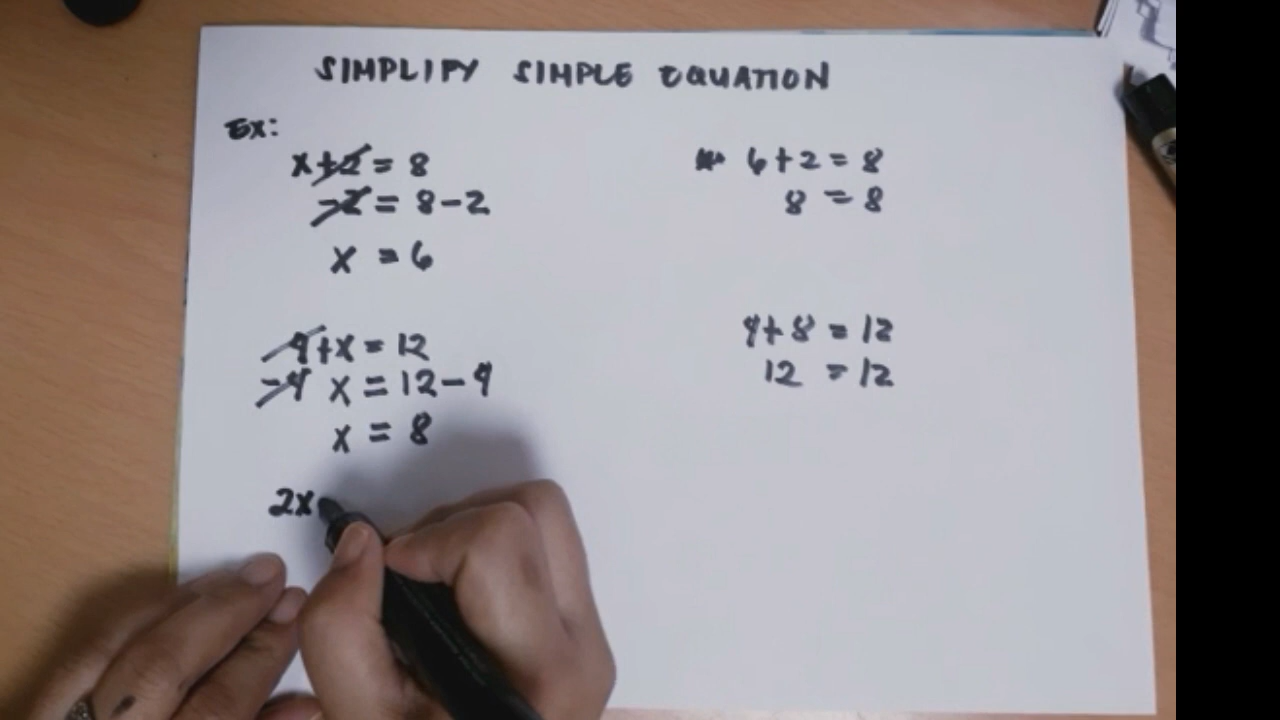 SIMPLIFY SIMPLE EQUATION
Ex:
x+2 = 8
-2 = 8-2
x = 6
4+x = 12
-4 x = 12-4
x = 8
2x
6+2 = 8
8 = 8
4+8 = 12
12 = 12